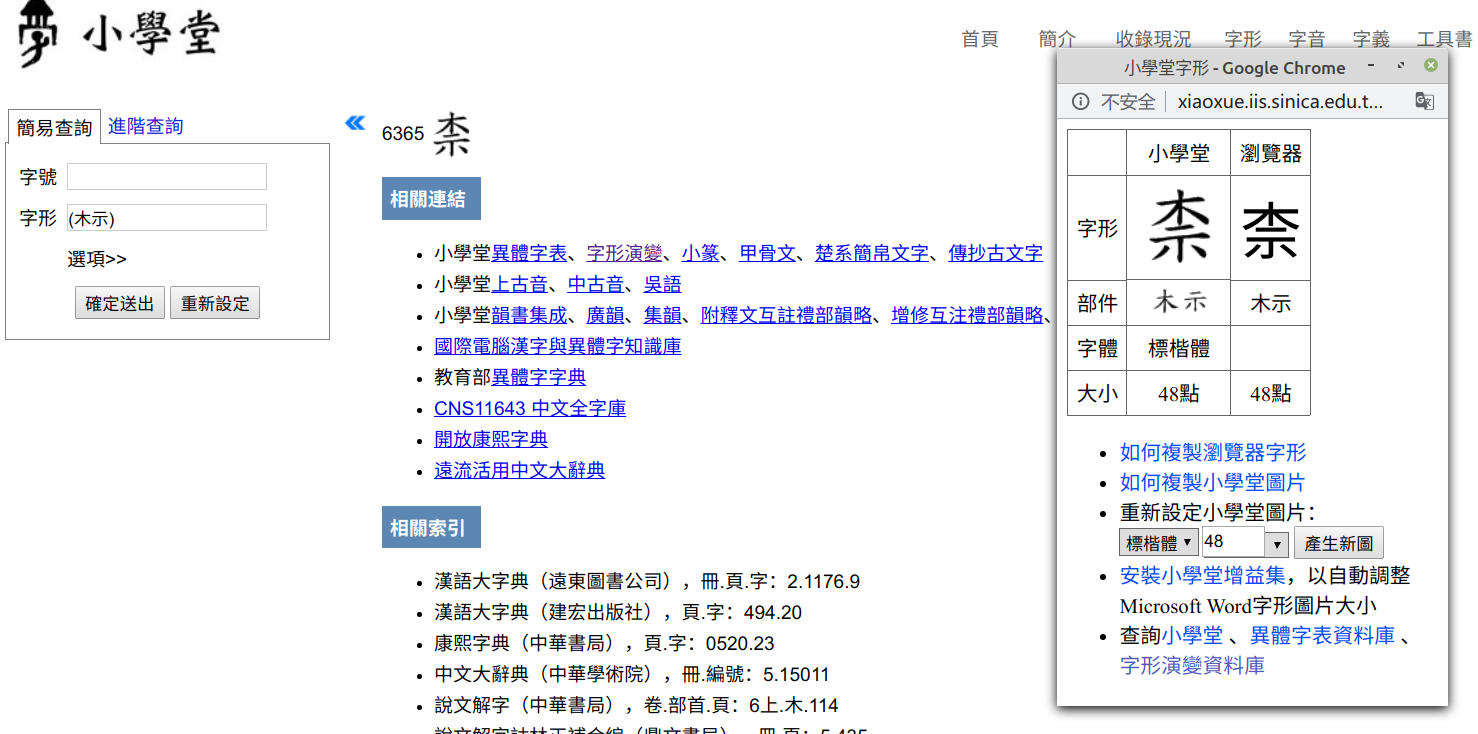 小學堂
首頁 簡介 收錄現況 字形 字音 字義 工具書
簡易查詢 進階查詢
字號
字形 (木示)
選項>>
確定送出 重新設定
6365 柰
相關連結
小學堂異體字表、字形演變、小篆、甲骨文、楚系簡帛文字、傳抄古文字
小學堂上古音、中古音、吳語
小學堂韻書集成、廣韻、集韻、附釋文互註禮部韻略、增修互注禮部韻略、
國際電腦漢字與異體字知識庫
教育部異體字字典
CNS11643 中文全字庫
開放康熙字典
遠流活用中文大辭典
相關索引
漢語大字典（遠東圖書公司），冊.頁.字：2.1176.9
漢語大字典（建宏出版社），頁.字：494.20
康熙字典（中華書局），頁.字：0520.23
中文大辭典（中華學術院），冊.編號：5.15011
說文解字（中華書局），卷.部首.頁：6上.木.114
小學堂字形 - Google Chrome
不安全 xiaoxue.iis.sinica.edu.t...
小學堂 瀏覽器
字形 柰 柰
部件 木示 木示
字體 標楷體
大小 48點 48點
如何複製瀏覽器字形
如何複製小學堂圖片
重新設定小學堂圖片：
標楷體 48 產生新圖
安裝小學堂增益集，以自動調整
Microsoft Word字形圖片大小
查詢小學堂 、異體字表資料庫 、
字形演變資料庫